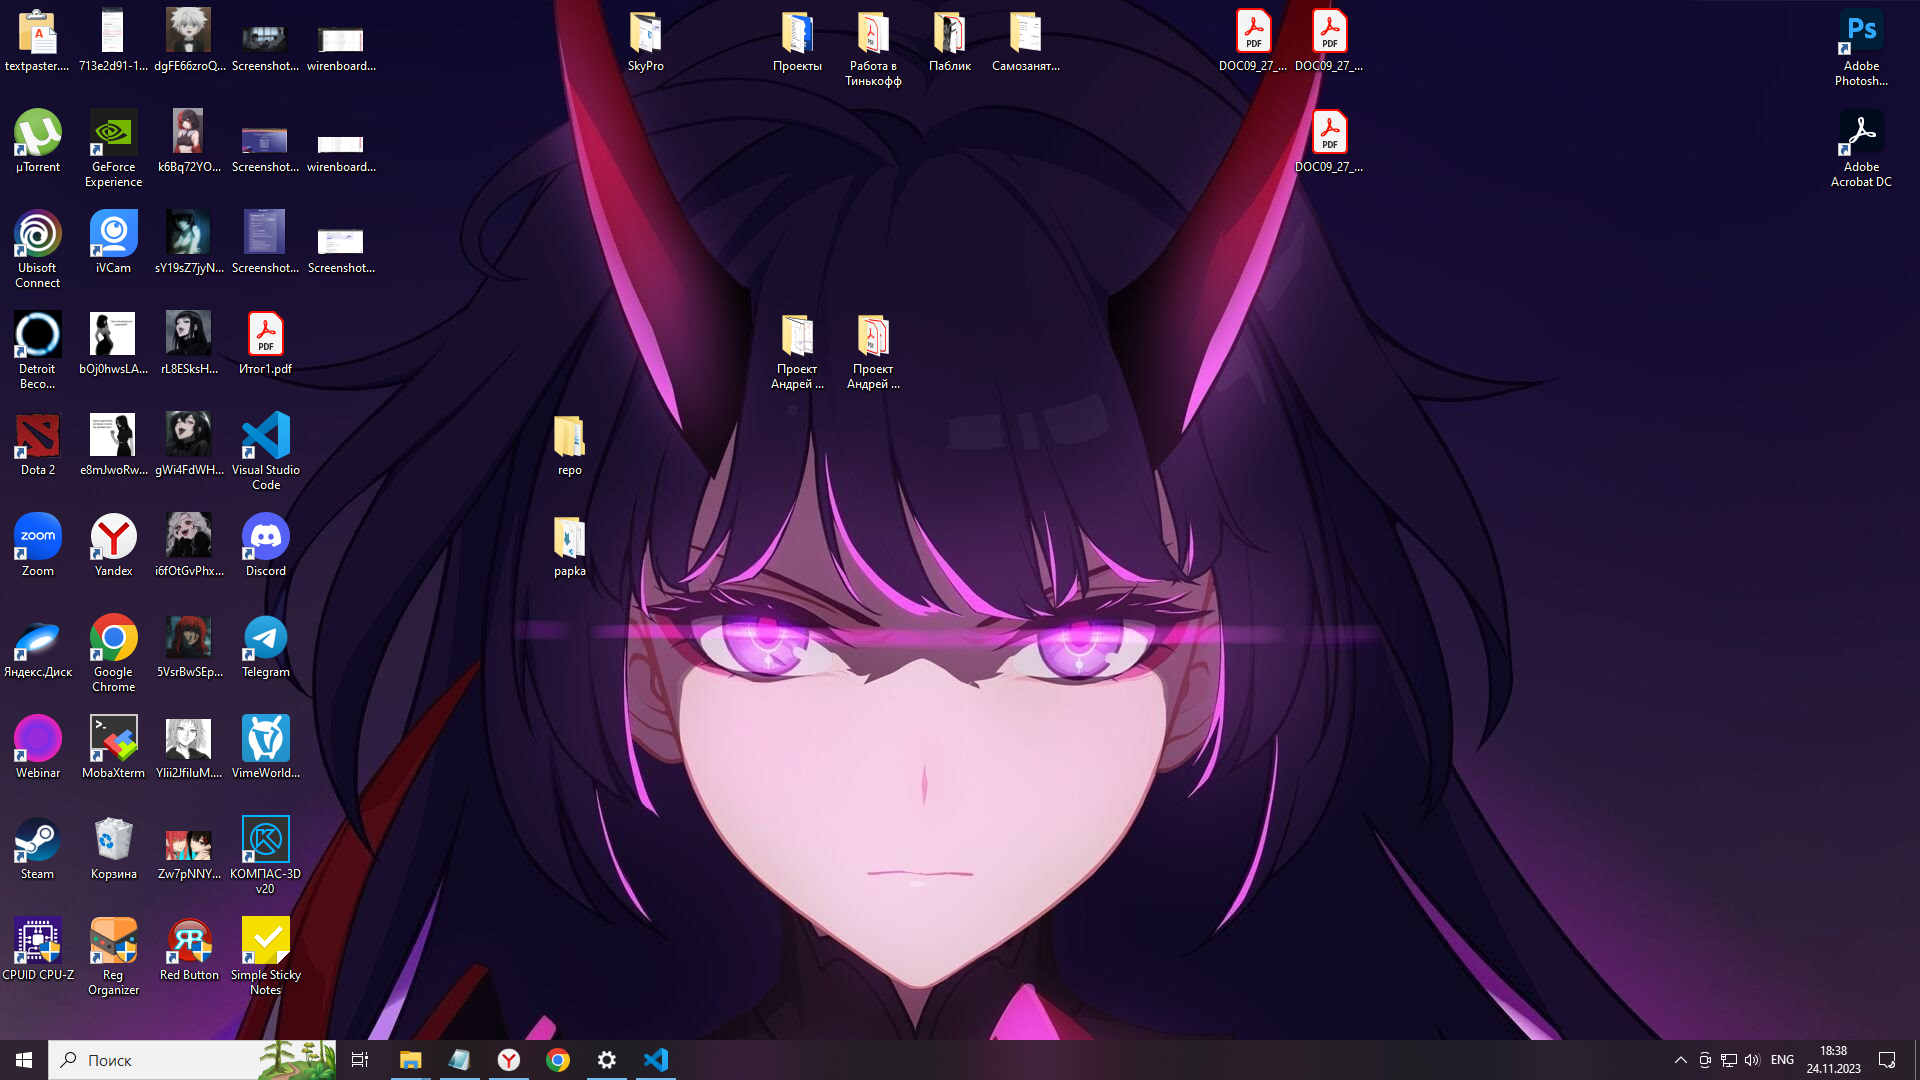 textpaster....
713e2d91-1...
dgFE66zroQ...
Screenshot...
wirenboard...
SkyPro
Проекты
Работа в
Тинькофф
Паблик
Самозанят...
DOC09_27_...
DOC09_27_...
Ps
Adobe
Photosh...
µTorrent
GeForce
Experience
k6Bq72YO...
Screenshot...
wirenboard...
DOC09_27_...
Adobe
Acrobat DC
Ubisoft
Connect
iVCam
sY19sZ7jyN...
Screenshot...
Screenshot...
Detroit
Beco...
bOj0hwsLA...
rL8ESksH...
PDF
Итог1.pdf
Проект
Андрей ...
Проект
Андрей ...
Dota 2
e8mJwoRw...
gWi4FdWH...
Visual Studio
Code
repo
zoom
Zoom
Yandex
i6fOtGvPhx...
Discord
papka
Яндекс.Диск
Google
Chrome
5VsrBwSEp...
Telegram
Webinar
MobaXterm
Ylii2JfiluM....
VimeWorld...
Steam
Корзина
Zw7pNNY...
КОМПАС-3D
v20
CPUID CPU-Z
Reg
Organizer
Red Button
Simple Sticky
Notes
Поиск
ENG
18:38
24.11.2023